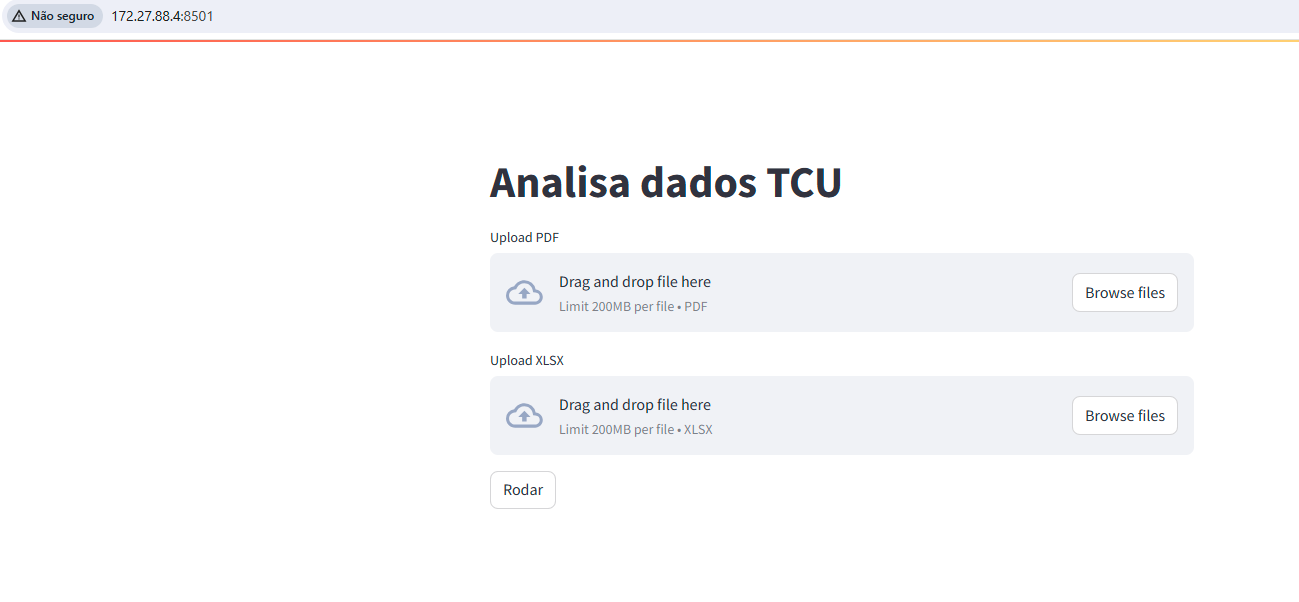 Não seguro 172.27.88.4:8501
Analisa dados TCU
Upload PDF
Drag and drop file here
Limit 200MB per file • PDF
Browse files
Upload XLSX
Drag and drop file here
Limit 200MB per file • XLSX
Browse files
Rodar